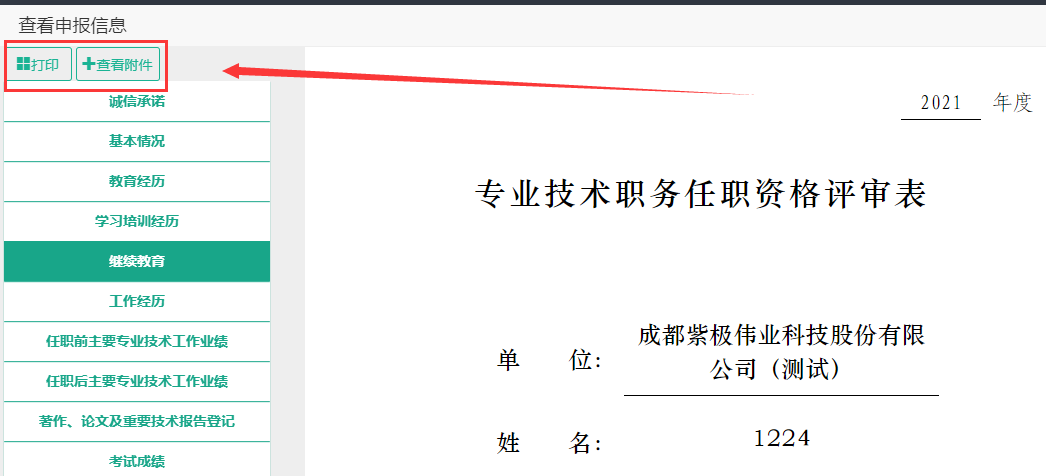 查看申报信息
打印 查看附件
诚信承诺
基本情况
教育经历
学习培训经历
继续教育
工作经历
任职前主要专业技术工作业绩
任职后主要专业技术工作业绩
著作、论文及重要技术报告登记
考试成绩
2021 年度
专业技术职务任职资格评审表
单 位：
成都紫极伟业科技股份有限
公司（测试）
姓 名： 1224